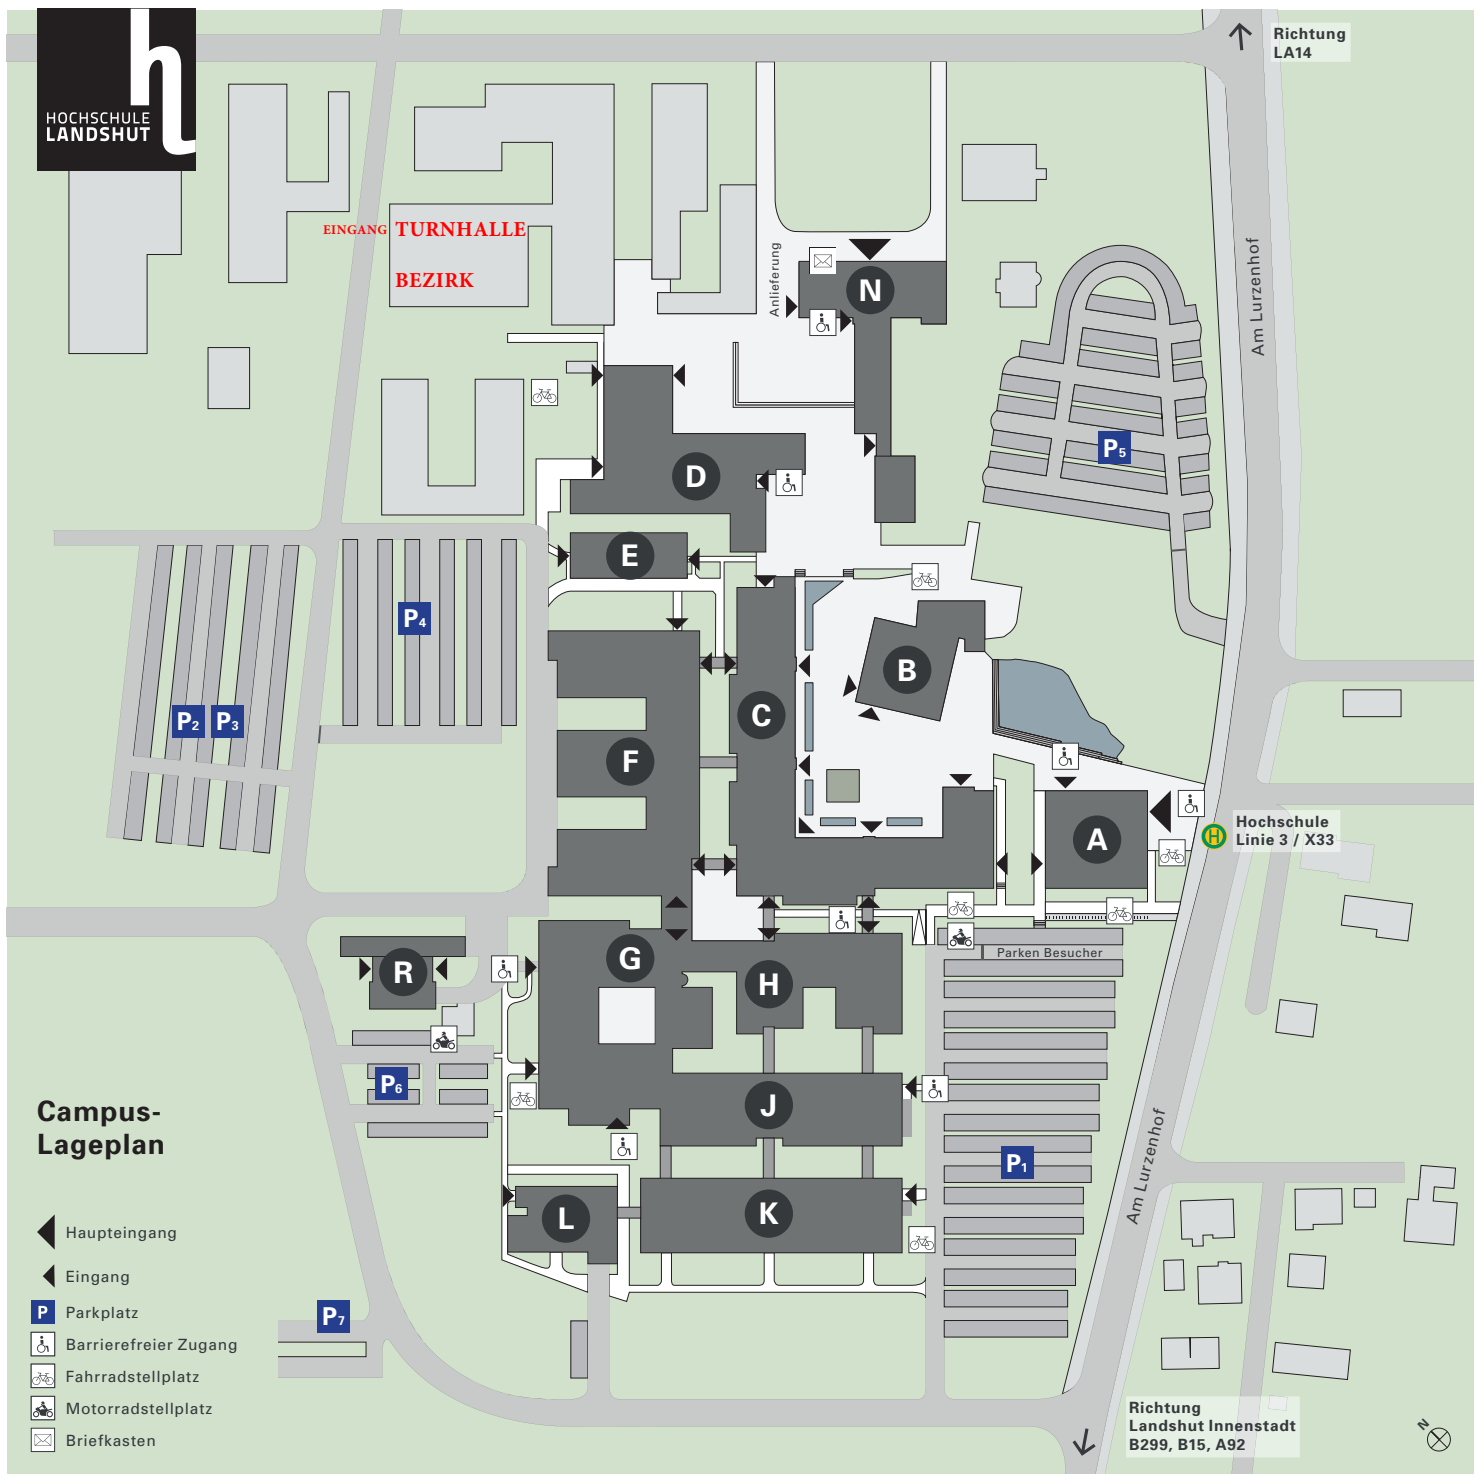 HOCHSCHULE
LANDSHUT
Richtung
LA14
EINGANG TURNHALLE
BEZIRK
Anlieferung
N
Am Lurzenhof
P5
D
E
P4
B
C
P2 P3
F
A
Hochschule
Linie 3 / X33
H
Parken Besucher
R
G
H
P6
J
Campus-
Lageplan
P1
Am Lurzenhof
L
K
Haupteingang
Eingang
P Parkplatz
Barrierefreier Zugang
Fahrradstellplatz
Motorradstellplatz
Briefkasten
P7
Richtung
Landshut Innenstadt
B299, B15, A92
N